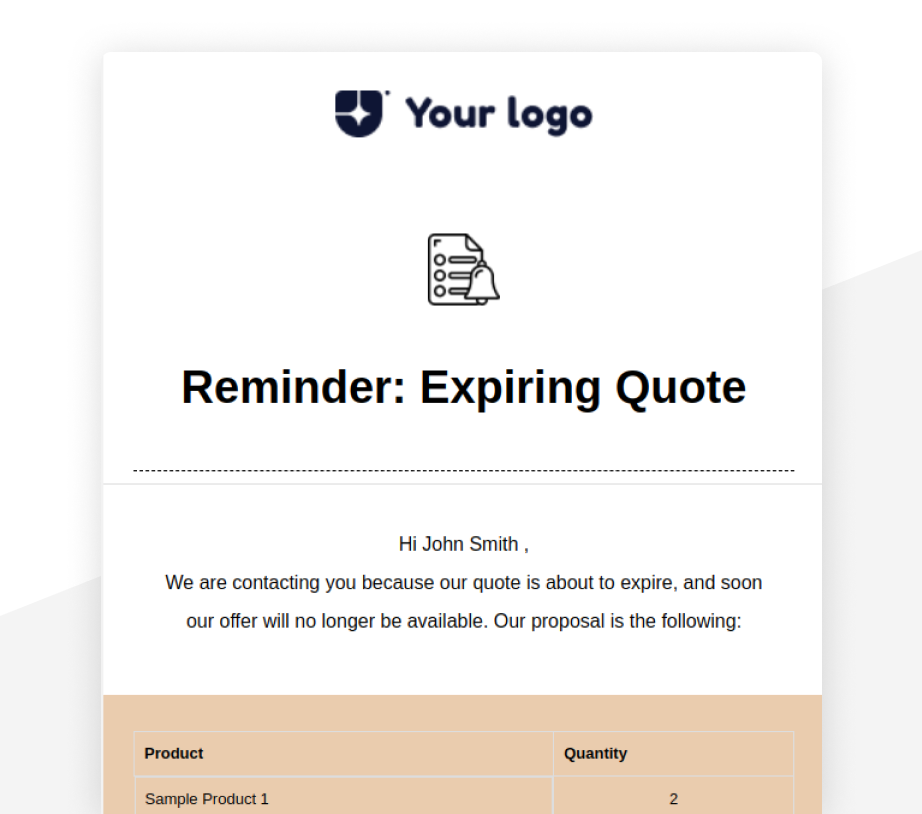 Your logo
Reminder: Expiring Quote
Hi John Smith ,
We are contacting you because our quote is about to expire, and soon
our offer will no longer be available. Our proposal is the following:
Product Quantity
Sample Product 1 2